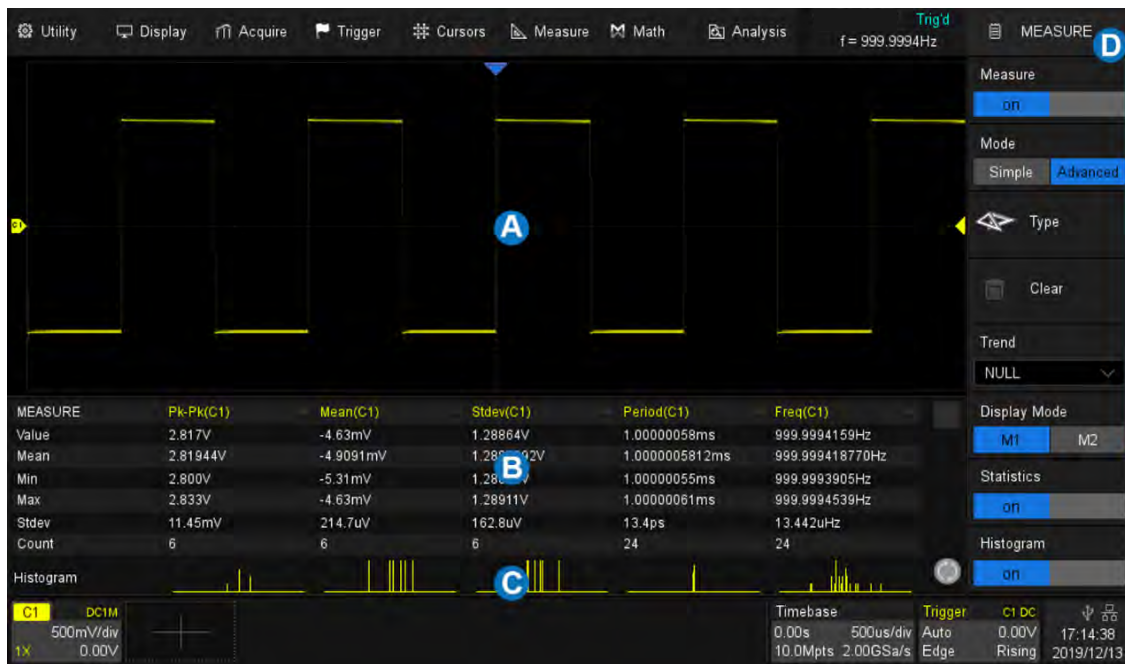 Utility Display Acquire Trigger Cursors Measure Math Analysis
Trig'd
f = 999.9994Hz
MEASURE
D
Measure
on
Mode
Simple Advanced
Type
Clear
Trend
NULL
Display Mode
M1 M2
Statistics
on
Histogram
on
C1
A
MEASURE Pk-Pk(C1) Mean(C1) Stdev(C1) Period(C1) Freq(C1)
Value 2.817V -4.63mV 1.28864V 1.00000058ms 999.9994159Hz
Mean 2.81944V -4.9091mV 1.0000005812ms 999.999418770Hz
Min 2.800V -5.31mV 1.00000055ms 999.9993905Hz
B
Max 2.833V -4.63mV 1.28911V 1.00000061ms 999.9994539Hz
Stdev 11.45mV 214.7uV 162.8uV 13.4ps 13.442uHz
Count 6 6 6 24 24
Histogram
C
C1 DC1M
500mV/div
1X 0.00V
Timebase
0.00s 500us/div
10.0Mpts 2.00GSa/s
Trigger C1 DC
Auto 0.00V
Edge Rising
17:14:38
2019/12/13